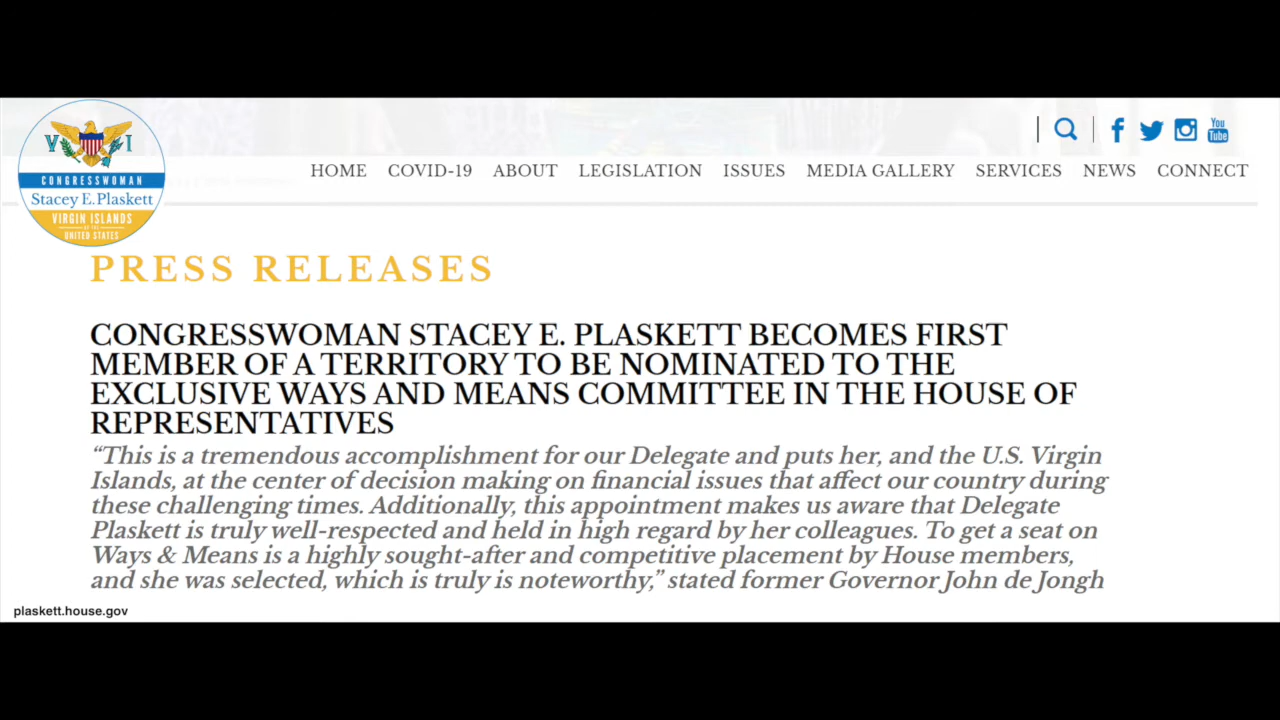 V I
CONGRESSWOMAN
Stacey E. Plaskett
VIRGIN ISLANDS
OF THE
UNITED STATES
You
Tube
HOME COVID-19 ABOUT LEGISLATION ISSUES MEDIA GALLERY SERVICES NEWS CONNECT
PRESS RELEASES
CONGRESSWOMAN STACEY E. PLASKETT BECOMES FIRST
MEMBER OF A TERRITORY TO BE NOMINATED TO THE
EXCLUSIVE WAYS AND MEANS COMMITTEE IN THE HOUSE OF
REPRESENTATIVES
“This is a tremendous accomplishment for our Delegate and puts her, and the U.S. Virgin
Islands, at the center of decision making on financial issues that affect our country during
these challenging times. Additionally, this appointment makes us aware that Delegate
Plaskett is truly well-respected and held in high regard by her colleagues. To get a seat on
Ways & Means is a highly sought-after and competitive placement by House members,
and she was selected, which is truly is noteworthy,” stated former Governor John de Jongh
plaskett.house.gov